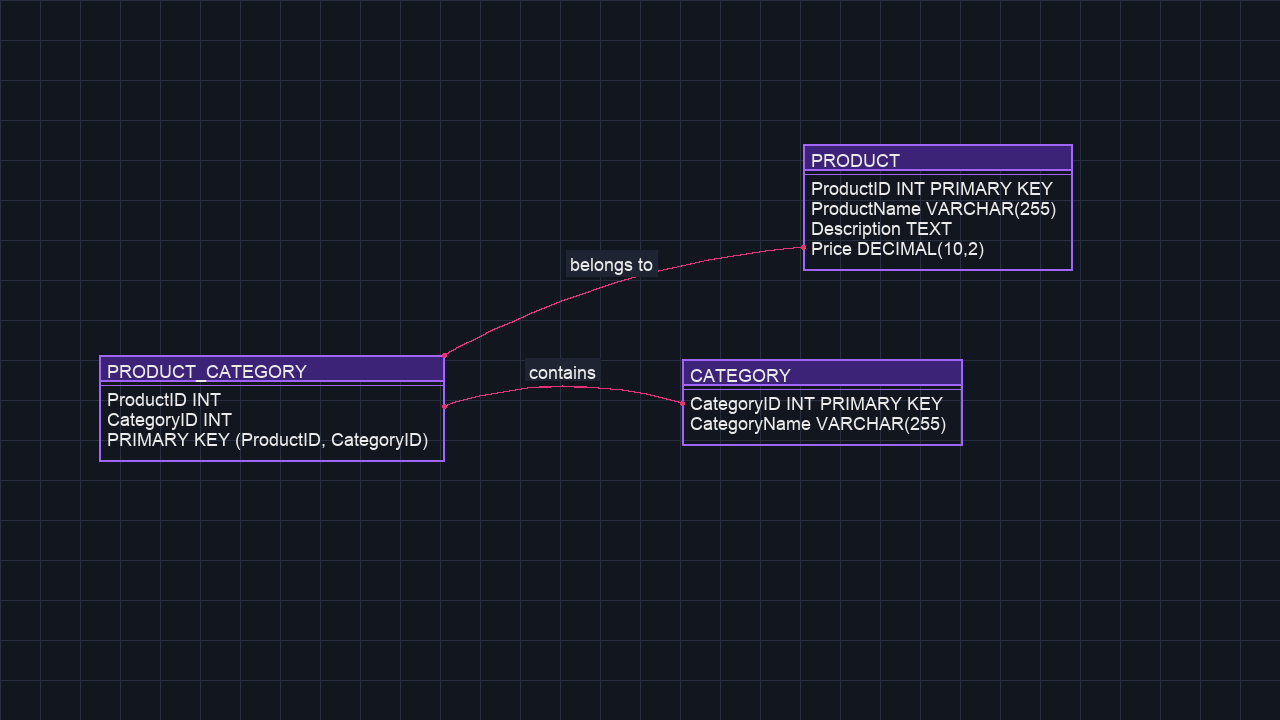 PRODUCT
ProductID INT PRIMARY KEY
ProductName VARCHAR(255)
Description TEXT
Price DECIMAL(10,2)
belongs to
PRODUCT_CATEGORY
ProductID INT
CategoryID INT
PRIMARY KEY (ProductID, CategoryID)
contains
CATEGORY
CategoryID INT PRIMARY KEY
CategoryName VARCHAR(255)